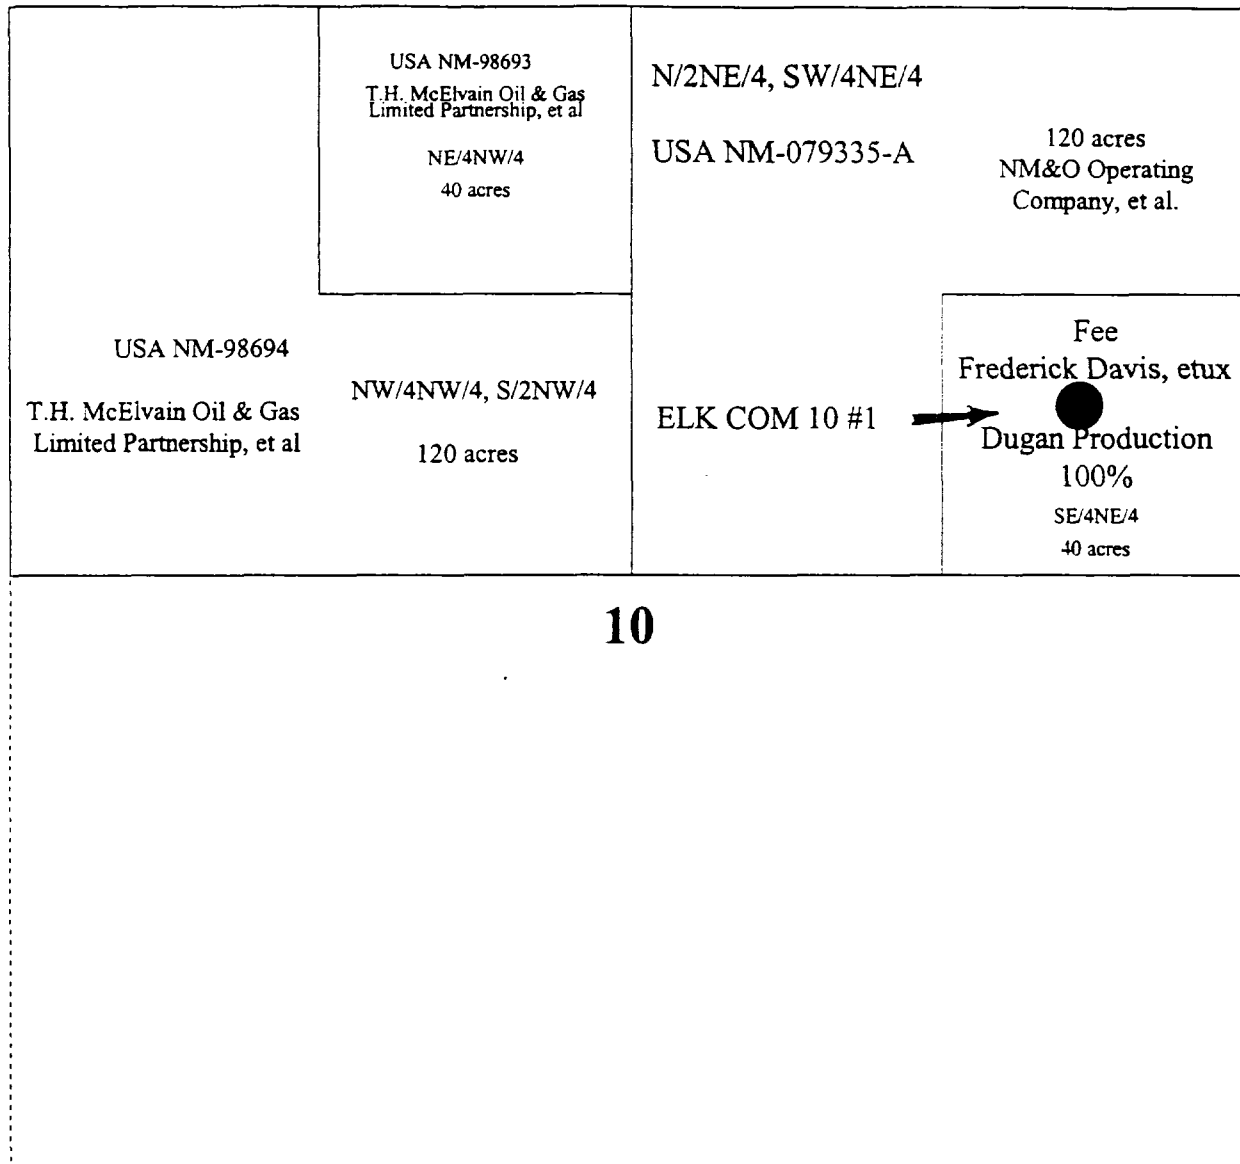 USA NM-98693
T.H. McElvain Oil & Gas
Limited Partnership, et al
NE/4NW/4
40 acres
N/2NE/4, SW/4NE/4
USA NM-079335-A
120 acres
NM&O Operating
Company, et al.
USA NM-98694
T.H. McElvain Oil & Gas
Limited Partnership, et al
NW/4NW/4, S/2NW/4
120 acres
ELK COM 10 #1
Fee
Frederick Davis, etux
Dugan Production
100%
SE/4NE/4
40 acres
10